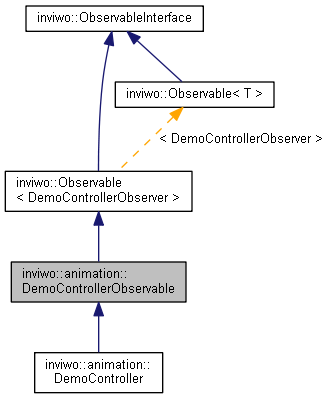 inviwo::ObservableInterface
inviwo::Observable< T >
< DemoControllerObserver >
inviwo::Observable
< DemoControllerObserver >
inviwo::animation::
DemoControllerObservable
inviwo::animation::
DemoController